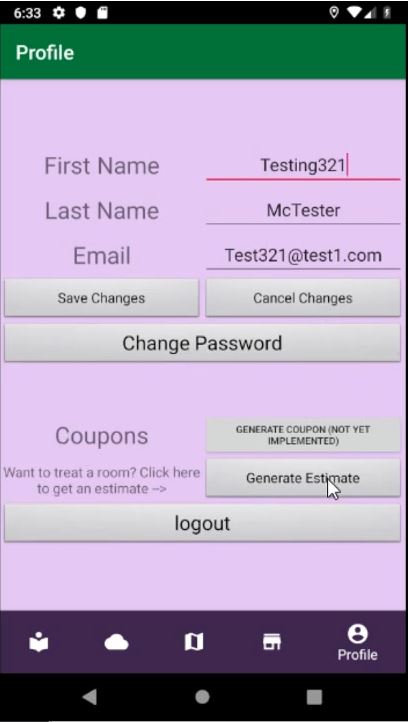 6:33
Profile
First Name
Testing321
Last Name
McTester
Email
Test321@test1.com
Save Changes
Cancel Changes
Change Password
Coupons
GENERATE COUPON (NOT YET
IMPLEMENTED)
Want to treat a room? Click here
to get an estimate -->
Generate Estimate
logout
Profile